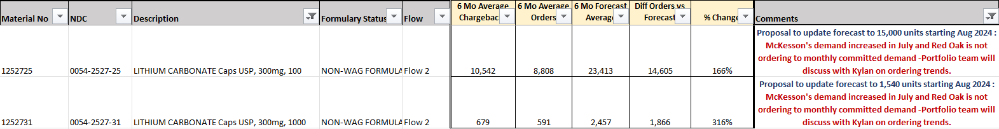 Material No NDC Description Formulary Status Flow 6 Mo Average Chargebac 6 Mo Average Orders 6 Mo Forecast Average Diff Orders vs Forecast % Change Comments
1252725 0054-2527-25 LITHIUM CARBONATE Caps USP, 300mg, 100 NON-WAG FORMULA Flow 2 10,542 8,808 23,413 14,605 166%
Proposal to update forecast to 15,000 units starting Aug 2024 :
McKesson's demand increased in July and Red Oak is not
ordering to monthly committed demand -Portfolio team will
discuss with Kylan on ordering trends.
1252731 0054-2527-31 LITHIUM CARBONATE Caps USP, 300mg, 1000 NON-WAG FORMULA Flow 2 679 591 2,457 1,866 316%
Proposal to update forecast to 1,540 units starting Aug 2024 :
McKesson's demand increased in July and Red Oak is not
ordering to monthly committed demand -Portfolio team will
discuss with Kylan on ordering trends.